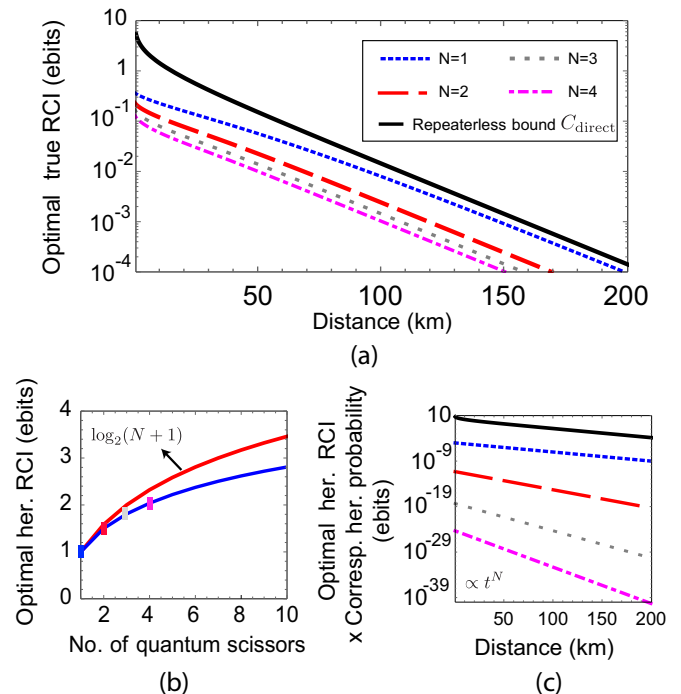 Optimal true RCI (ebits)
10
1
10^-1
10^-2
10^-3
10^-4
N=1
N=3
N=2
N=4
Repeaterless bound C_direct
50
100
150
200
Distance (km)
(a)
Optimal her. RCI (ebits)
4
3
2
1
0
log_2(N + 1)
2
4
6
8
10
No. of quantum scissors
(b)
Optimal her. RCI
x Corresp. her. probability
(ebits)
10
10^-9
10^-19
10^-29
10^-39
∝ t^N
50
100
150
200
Distance (km)
(c)